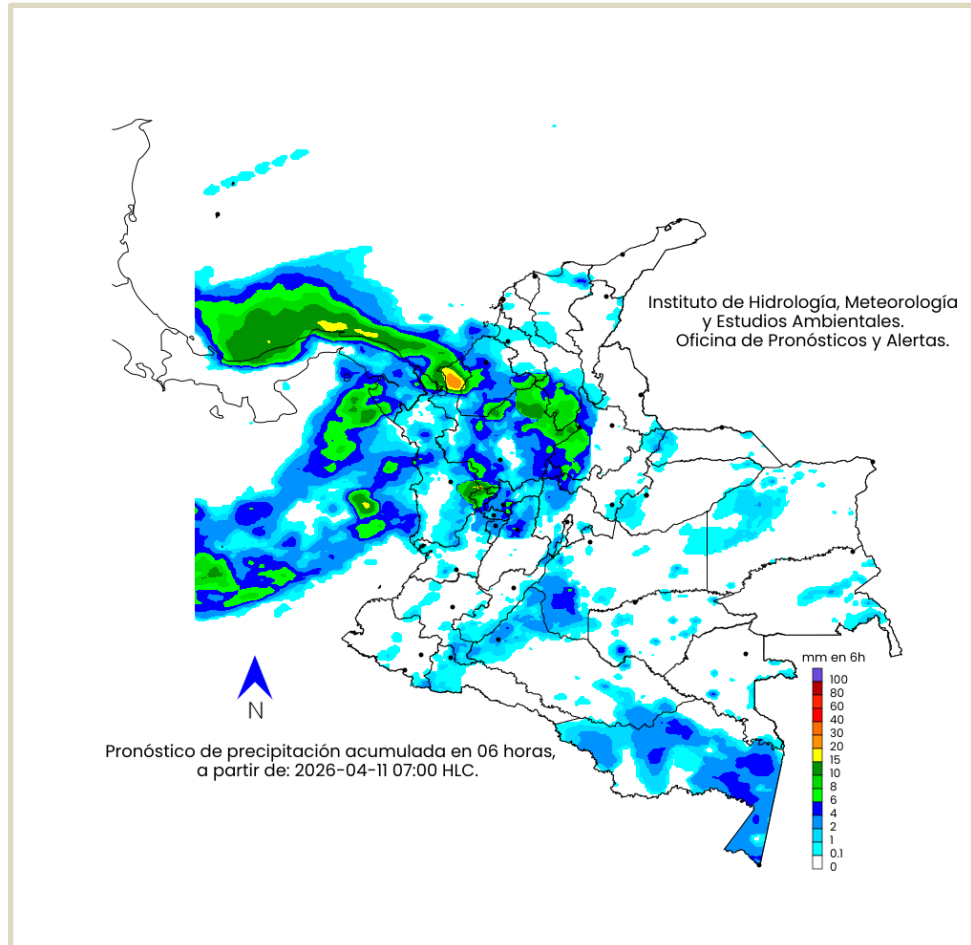 Instituto de Hidrología, Meteorología
y Estudios Ambientales.
Oficina de Pronósticos y Alertas.
mm en 6h
100
80
60
40
30
20
15
10
8
6
4
2
1
0.1
0
N
Pronóstico de precipitación acumulada en 06 horas,
a partir de: 2026-04-11 07:00 HLC.